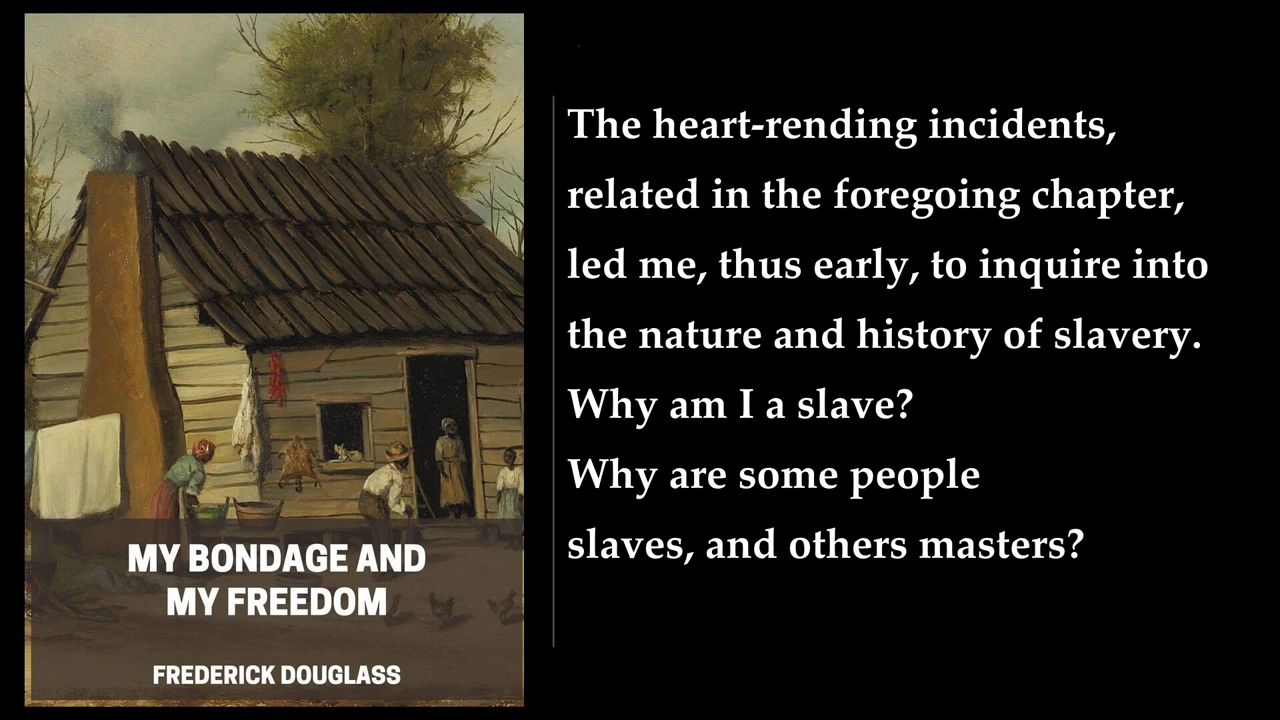 MY BONDAGE AND
MY FREEDOM
FREDERICK DOUGLASS
The heart-rending incidents,
related in the foregoing chapter,
led me, thus early, to inquire into
the nature and history of slavery.
Why am I a slave?
Why are some people
slaves, and others masters?